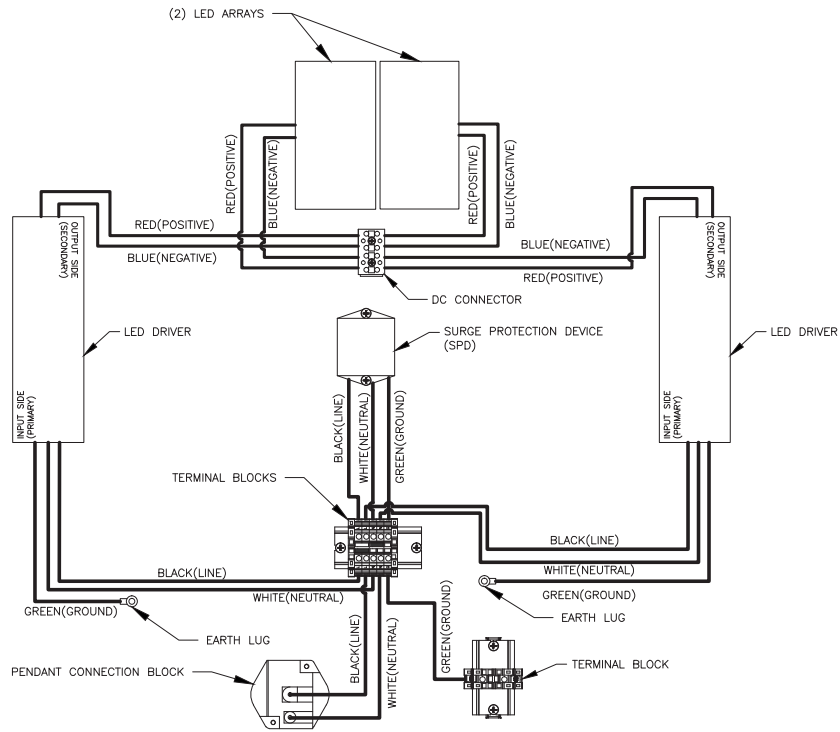 (2) LED ARRAYS
RED(POSITIVE)
BLUE(NEGATIVE)
RED(POSITIVE)
BLUE(NEGATIVE)
OUTPUT SIDE
(SECONDARY)
RED(POSITIVE)
BLUE(NEGATIVE)
BLUE(NEGATIVE)
RED(POSITIVE)
OUTPUT SIDE
(SECONDARY)
DC CONNECTOR
LED DRIVER
SURGE PROTECTION DEVICE
(SPD)
LED DRIVER
INPUT SIDE
(PRIMARY)
BLACK(LINE)
WHITE(NEUTRAL)
GREEN(GROUND)
INPUT SIDE
(PRIMARY)
TERMINAL BLOCKS
BLACK(LINE)
WHITE(NEUTRAL)
GREEN(GROUND)
BLACK(LINE)
WHITE(NEUTRAL)
GREEN(GROUND)
EARTH LUG
EARTH LUG
BLACK(LINE)
WHITE(NEUTRAL)
GREEN(GROUND)
PENDANT CONNECTION BLOCK
TERMINAL BLOCK